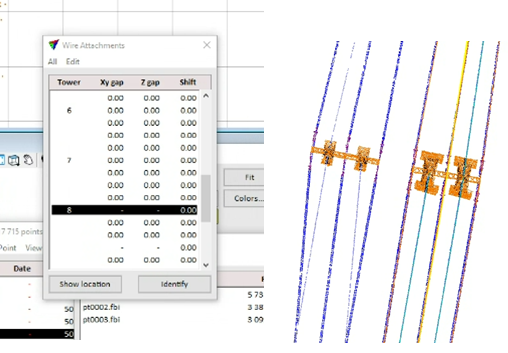 Wire Attachments
All Edit
Tower Xy gap Z gap Shift
0.00 0.00 0.00
6 0.00 0.00 0.00
0.00 0.00 0.00
0.00 0.00 0.00
0.00 0.00 0.00
7 0.00 0.00 0.00
0.00 0.00 0.00
0.00 0.00 0.00
0.00 0.00 0.00
8 - - 0.00
0.00 0.00 0.00
0.00 0.00 0.00
- - 0.00
0.00 0.00 0.00
Show location Identify
Fit
Colors...
7 715 points
Point View
Date
-
-
- 5 73
50 pt0002.fbi 3 38
50 pt0003.fbi 3 09
50